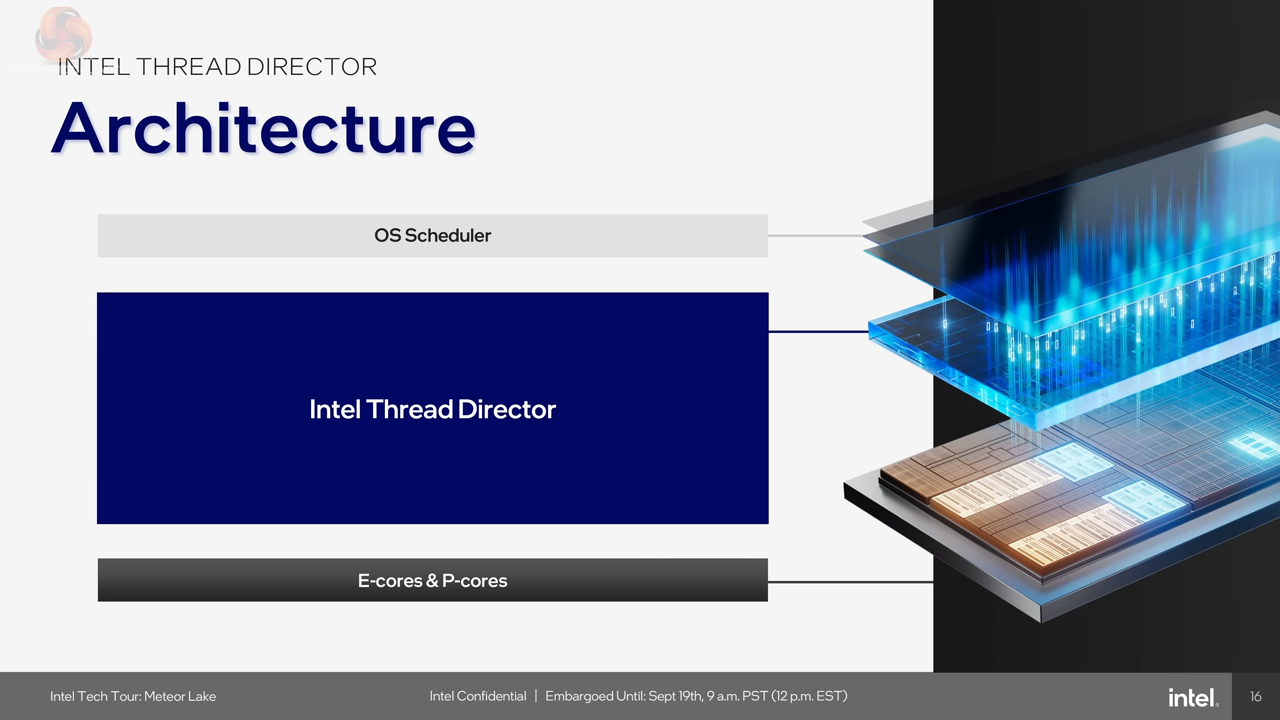 INTEL THREAD DIRECTOR
Architecture
OS Scheduler
Intel Thread Director
E-cores & P-cores
Intel Tech Tour: Meteor Lake
Intel Confidential | Embargoed Until: Sept 19th, 9 a.m. PST (12 p.m. EST)
intel.
16